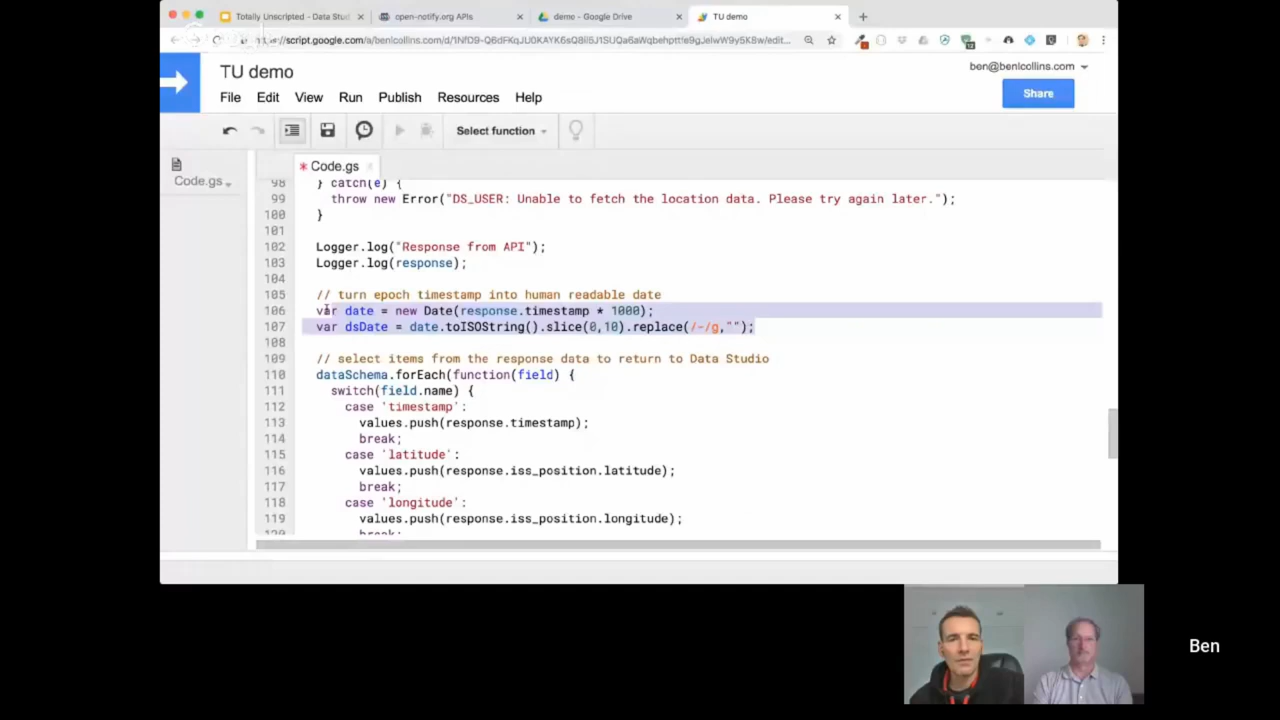 Totally Unscripted - Data Stud
open-notify.org APIs
demo - Google Drive
TU demo
TU demo
ben@benlcollins.com
File Edit View Run Publish Resources Help
Share
Select function
Code.gs
* Code.gs
98 } catch(e) {
99 throw new Error("DS_USER: Unable to fetch the location data. Please try again later.");
100 }
101
102 Logger.log("Response from API");
103 Logger.log(response);
104
105 // turn epoch timestamp into human readable date
106 var date = new Date(response.timestamp * 1000);
107 var dsDate = date.toISOString().slice(0,10).replace(/-/g,"");
108
109 // select items from the response data to return to Data Studio
110 dataSchema.forEach(function(field) {
111 switch(field.name) {
112 case 'timestamp':
113 values.push(response.timestamp);
114 break;
115 case 'latitude':
116 values.push(response.iss_position.latitude);
117 break;
118 case 'longitude':
119 values.push(response.iss_position.longitude);
120 break;
Ben